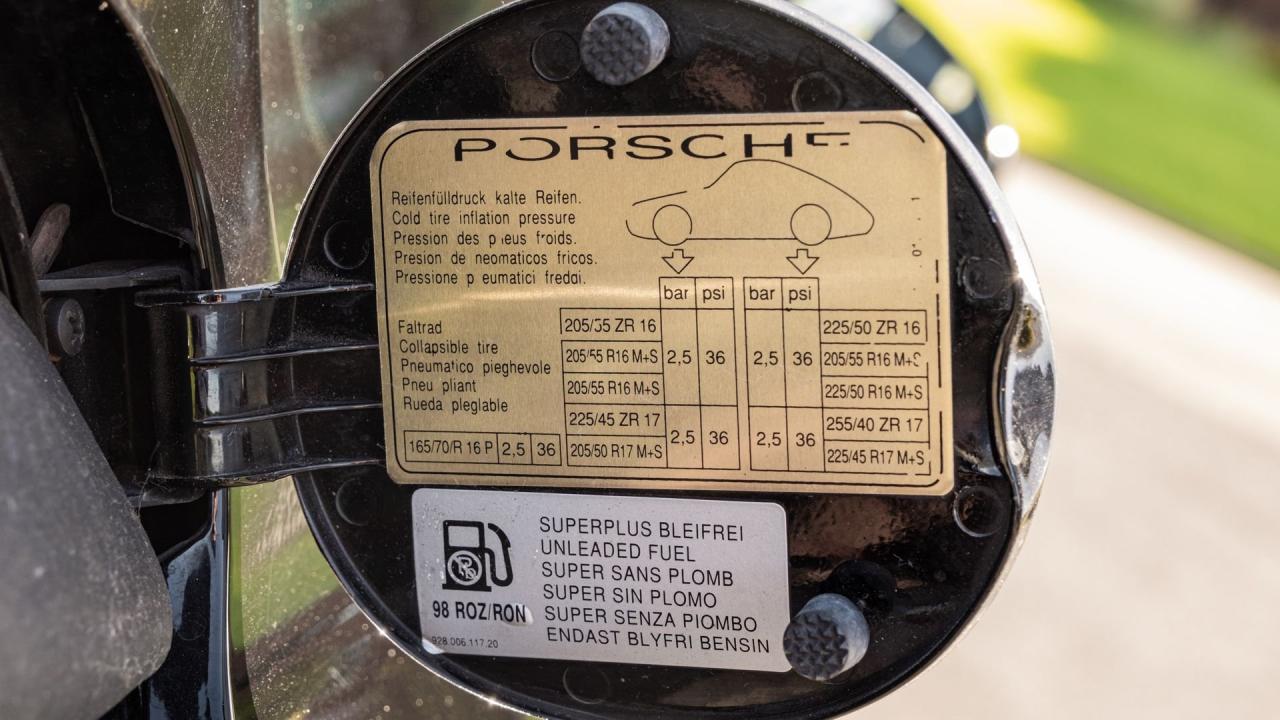 PORSCHE
Reifenfülldruck kalte Reifen.
Cold tire inflation pressure
Pression des p eus froids.
Presion de neomaticos fricos.
Pressione p eumatici freddi.
bar psi bar psi
Faltrad
Collapsible tire
Pneumatico pieghevole
Pneu pliant
Rueda pleglable
205/55 ZR 16 225/50 ZR 16
205/55 R16 M+S 2,5 36 2,5 36 205/55 R16 M+S
205/55 R16 M+S 225/50 R16 M+S
225/45 ZR 17 255/40 ZR 17
165/70/R 16 P 2,5 36 205/50 R17 M+S 2,5 36 2,5 36 225/45 R17 M+S
SUPERPLUS BLEIFREI
UNLEADED FUEL
SUPER SANS PLOMB
SUPER SIN PLOMO
SUPER SENZA PIOMBO
ENDAST BLYFRI BENSIN
98 ROZ/RON
928.006.117.20